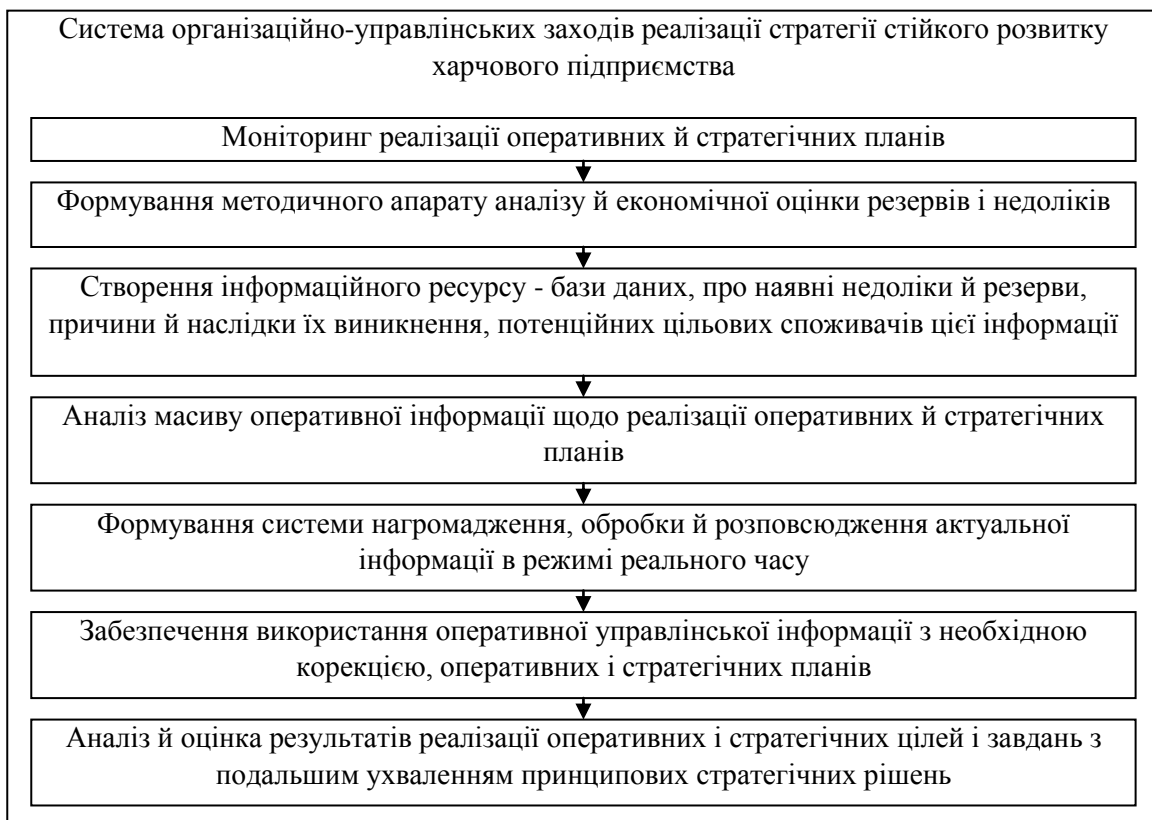 Система організаційно-управлінських заходів реалізації стратегії стійкого розвитку
харчового підприємства
Моніторинг реалізації оперативних й стратегічних планів
Формування методичного апарату аналізу й економічної оцінки резервів і недоліків
Створення інформаційного ресурсу - бази даних, про наявні недоліки й резерви,
причини й наслідки їх виникнення, потенційних цільових споживачів цієї інформації
Аналіз масиву оперативної інформації щодо реалізації оперативних й стратегічних
планів
Формування системи нагромадження, обробки й розповсюдження актуальної
інформації в режимі реального часу
Забезпечення використання оперативної управлінської інформації з необхідною
корекцією, оперативних і стратегічних планів
Аналіз й оцінка результатів реалізації оперативних і стратегічних цілей і завдань з
подальшим ухваленням принципових стратегічних рішень